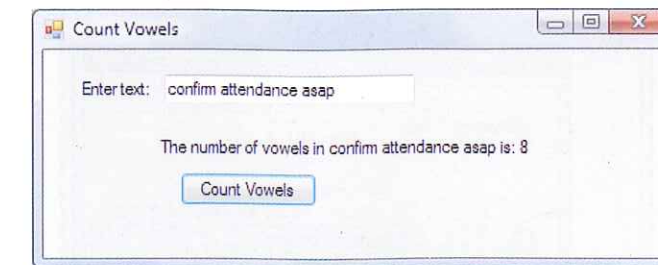 Count Vowels
Enter text: confirm attendance asap
The number of vowels in confirm attendance asap is: 8
Count Vowels